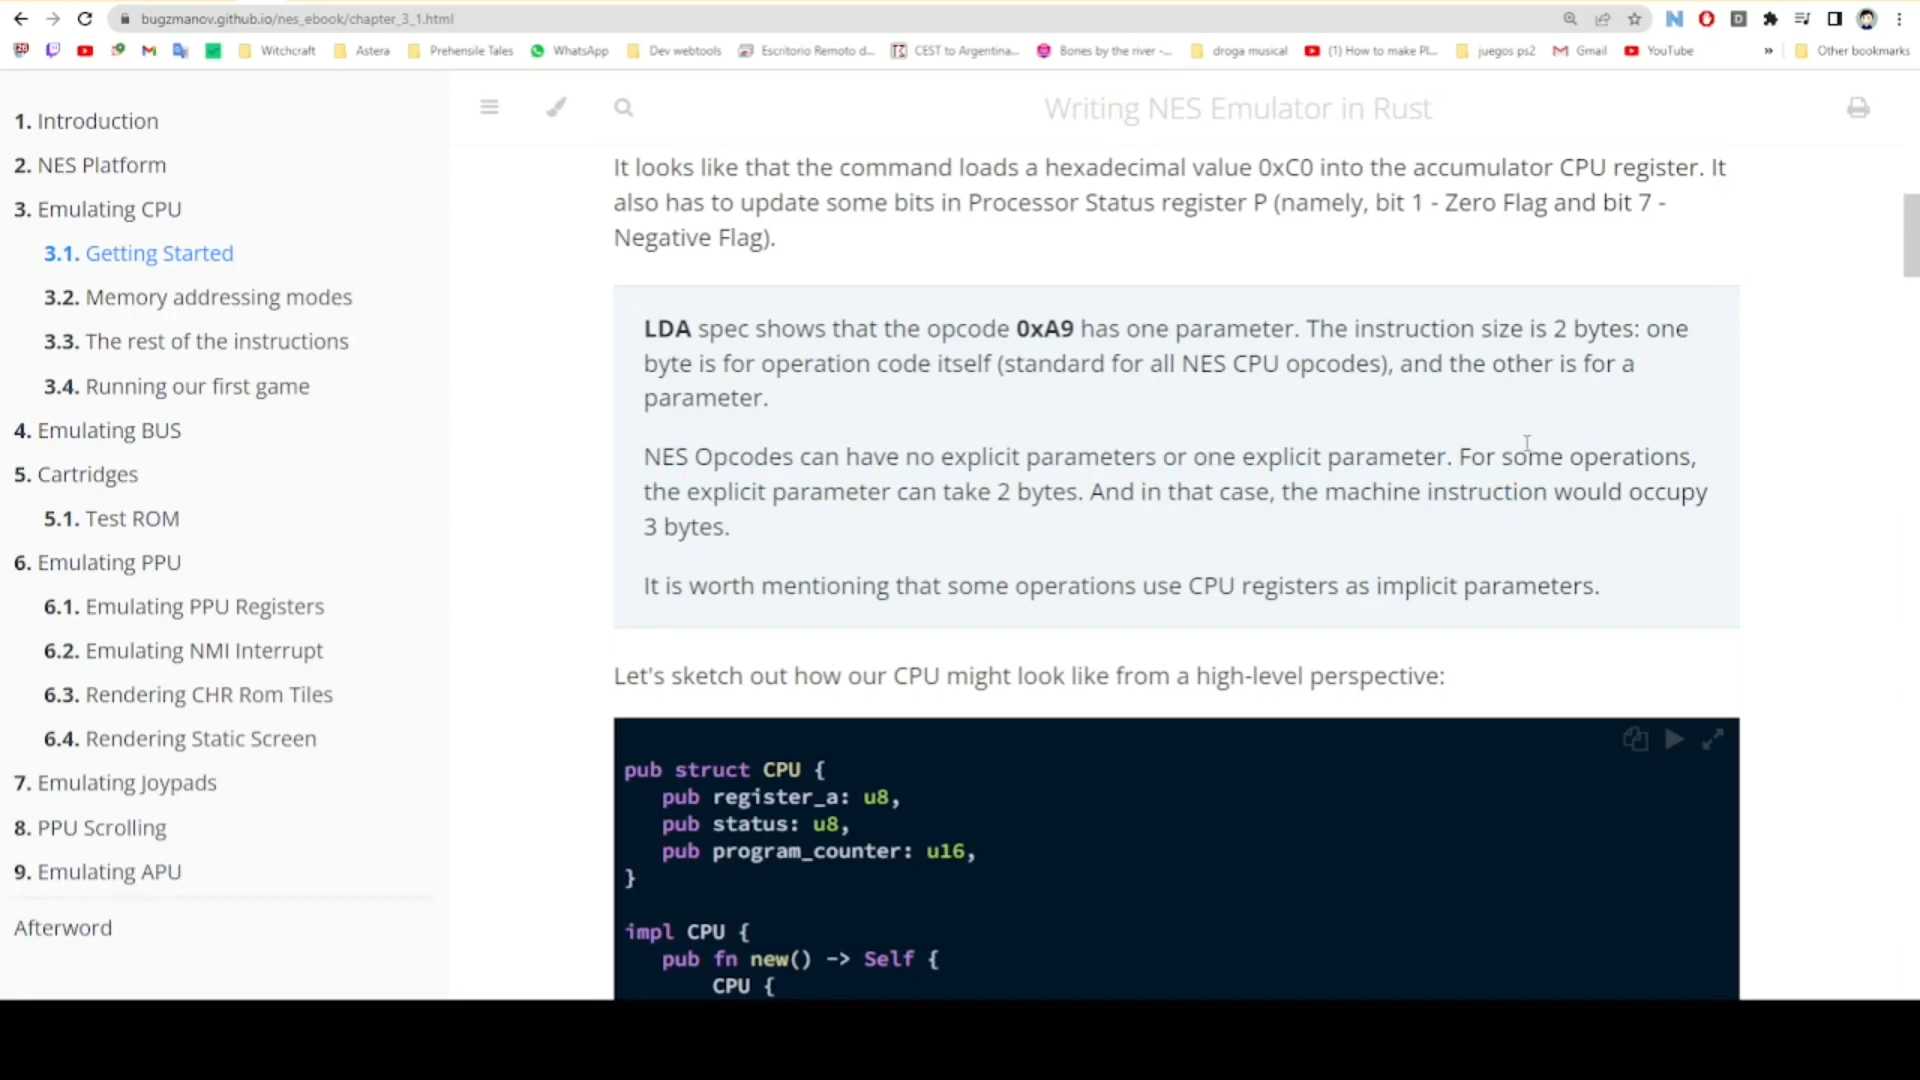 bugzmanov.github.io/nes_ebook/chapter_3_1.html
Witchcraft Astera Prehensile Tales WhatsApp Dev webtools Escritorio Remoto d... CEST to Argentina... Bones by the river -... droga musical (1) How to make Pl... juegos ps2 Gmail YouTube » Other bookmarks
Writing NES Emulator in Rust
1. Introduction
2. NES Platform
3. Emulating CPU
3.1. Getting Started
3.2. Memory addressing modes
3.3. The rest of the instructions
3.4. Running our first game
4. Emulating BUS
5. Cartridges
5.1. Test ROM
6. Emulating PPU
6.1. Emulating PPU Registers
6.2. Emulating NMI Interrupt
6.3. Rendering CHR Rom Tiles
6.4. Rendering Static Screen
7. Emulating Joypads
8. PPU Scrolling
9. Emulating APU
Afterword
It looks like that the command loads a hexadecimal value 0xC0 into the accumulator CPU register. It
also has to update some bits in Processor Status register P (namely, bit 1 - Zero Flag and bit 7 -
Negative Flag).
LDA spec shows that the opcode 0xA9 has one parameter. The instruction size is 2 bytes: one
byte is for operation code itself (standard for all NES CPU opcodes), and the other is for a
parameter.
NES Opcodes can have no explicit parameters or one explicit parameter. For some operations,
the explicit parameter can take 2 bytes. And in that case, the machine instruction would occupy
3 bytes.
It is worth mentioning that some operations use CPU registers as implicit parameters.
Let's sketch out how our CPU might look like from a high-level perspective:
pub struct CPU {
pub register_a: u8,
pub status: u8,
pub program_counter: u16,
}
impl CPU {
pub fn new() -> Self {
CPU {